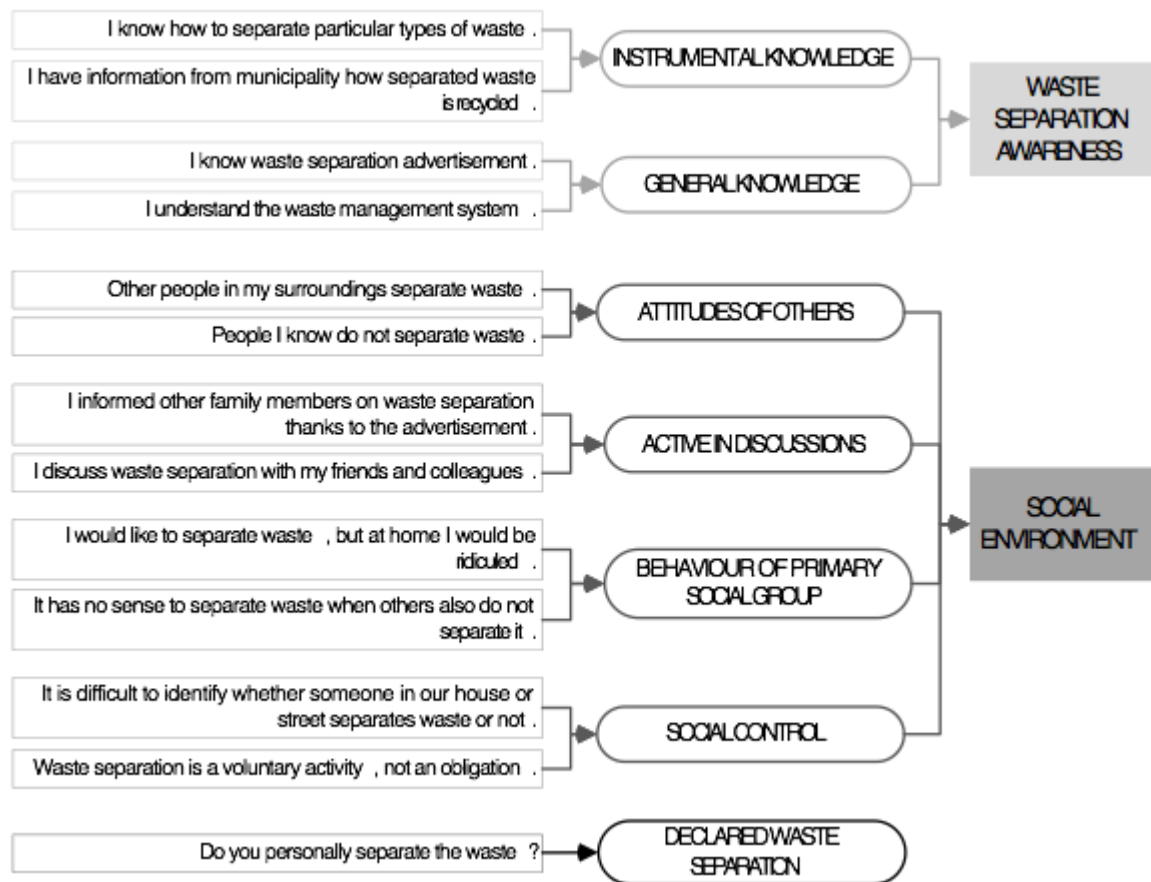 I know how to separate particular types of waste .
I have information from municipality how separated waste
is recycled .
INSTRUMENTAL KNOWLEDGE
I know waste separation advertisement .
I understand the waste management system .
GENERAL KNOWLEDGE
WASTE
SEPARATION
AWARENESS
Other people in my surroundings separate waste .
People I know do not separate waste .
ATTITUDES OF OTHERS
I informed other family members on waste separation
thanks to the advertisement .
I discuss waste separation with my friends and colleagues .
ACTIVE IN DISCUSSIONS
I would like to separate waste , but at home I would be
ridiculed .
It has no sense to separate waste when others also do not
separate it .
BEHAVIOUR OF PRIMARY
SOCIAL GROUP
It is difficult to identify whether someone in our house or
street separates waste or not .
Waste separation is a voluntary activity , not an obligation .
SOCIAL CONTROL
SOCIAL
ENVIRONMENT
Do you personally separate the waste ?
DECLARED WASTE
SEPARATION